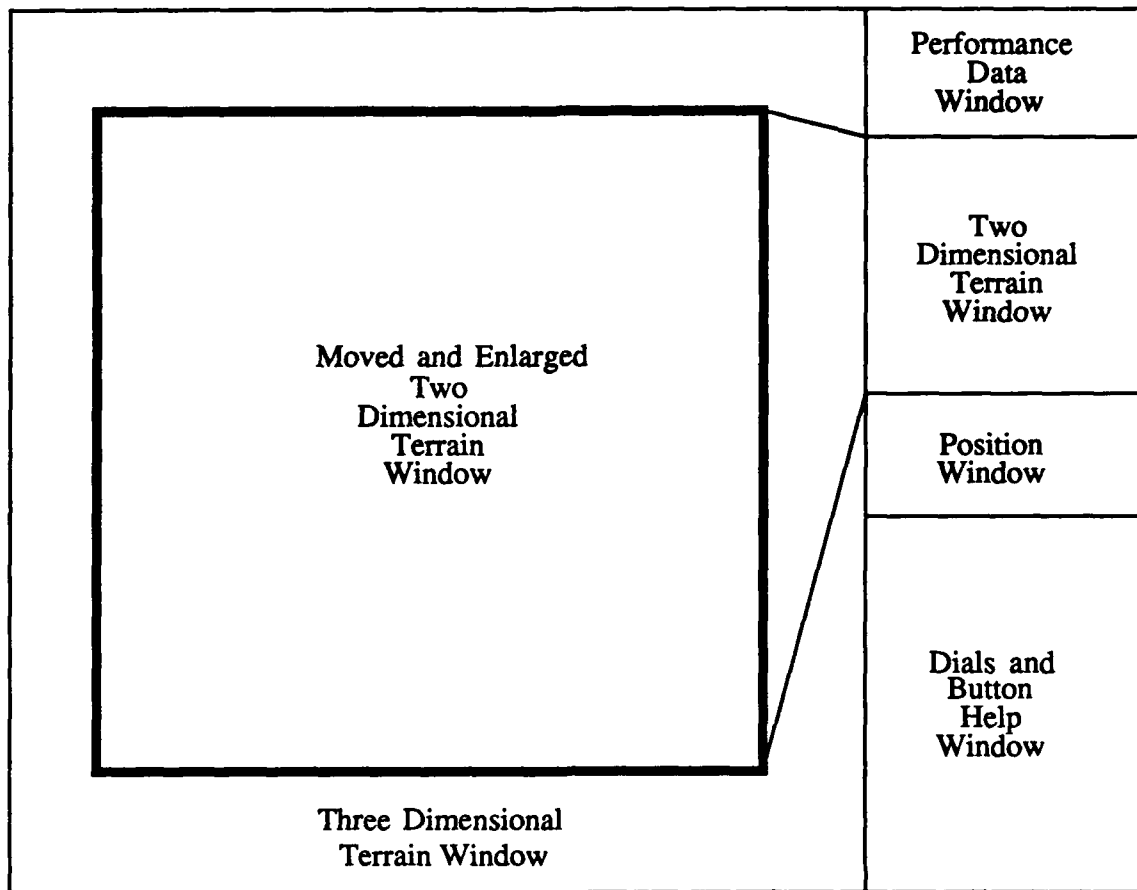 Performance
Data
Window
Two
Dimensional
Terrain
Window
Moved and Enlarged
Two
Dimensional
Terrain
Window
Position
Window
Dials and
Button
Help
Window
Three Dimensional
Terrain Window